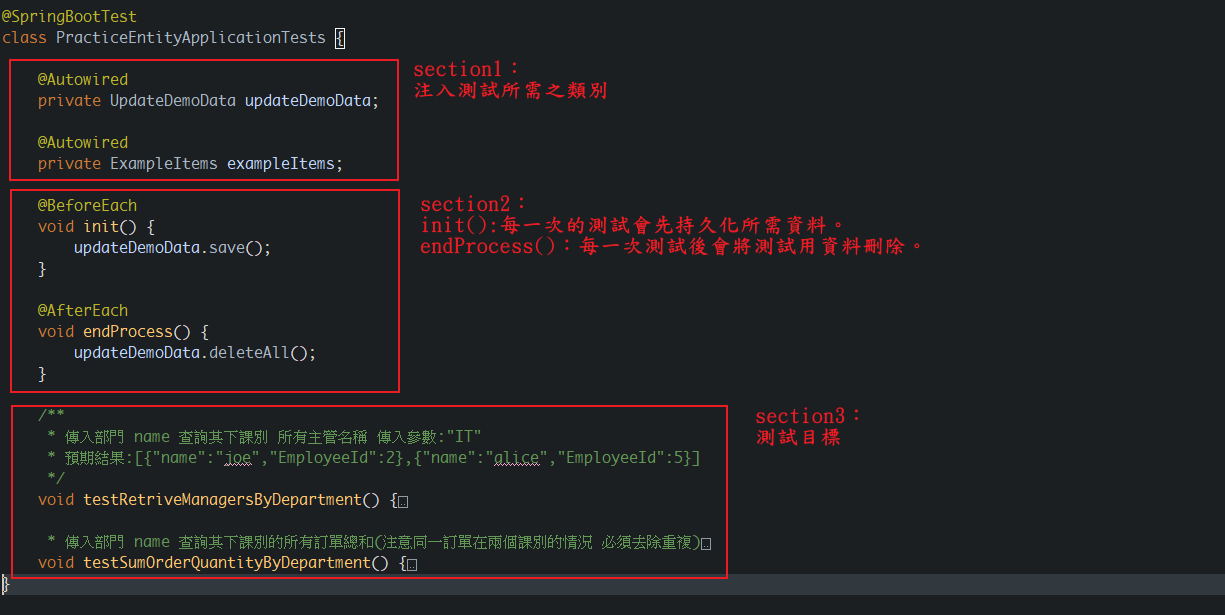 @SpringBootTest
class PracticeEntityApplicationTests {
@Autowired
private UpdateDemoData updateDemoData;
@Autowired
private ExampleItems exampleItems;
section1：
注入測試所需之類別
@BeforeEach
void init() {
updateDemoData.save();
}
@AfterEach
void endProcess() {
updateDemoData.deleteAll();
}
section2：
init():每一次的測試會先持久化所需資料。
endProcess()：每一次測試後會將測試用資料刪除。
/**
* 傳入部門 name 查詢其下課別 所有主管名稱 傳入參數:"IT"
* 預期結果:[{"name":"joe","EmployeeId":2},{"name":"alice","EmployeeId":5}]
*/
void testRetriveManagersByDepartment() {
* 傳入部門 name 查詢其下課別的所有訂單總和(注意同一訂單在兩個課別的情況 必須去除重複)
void testSumOrderQuantityByDepartment() {
section3：
測試目標
}